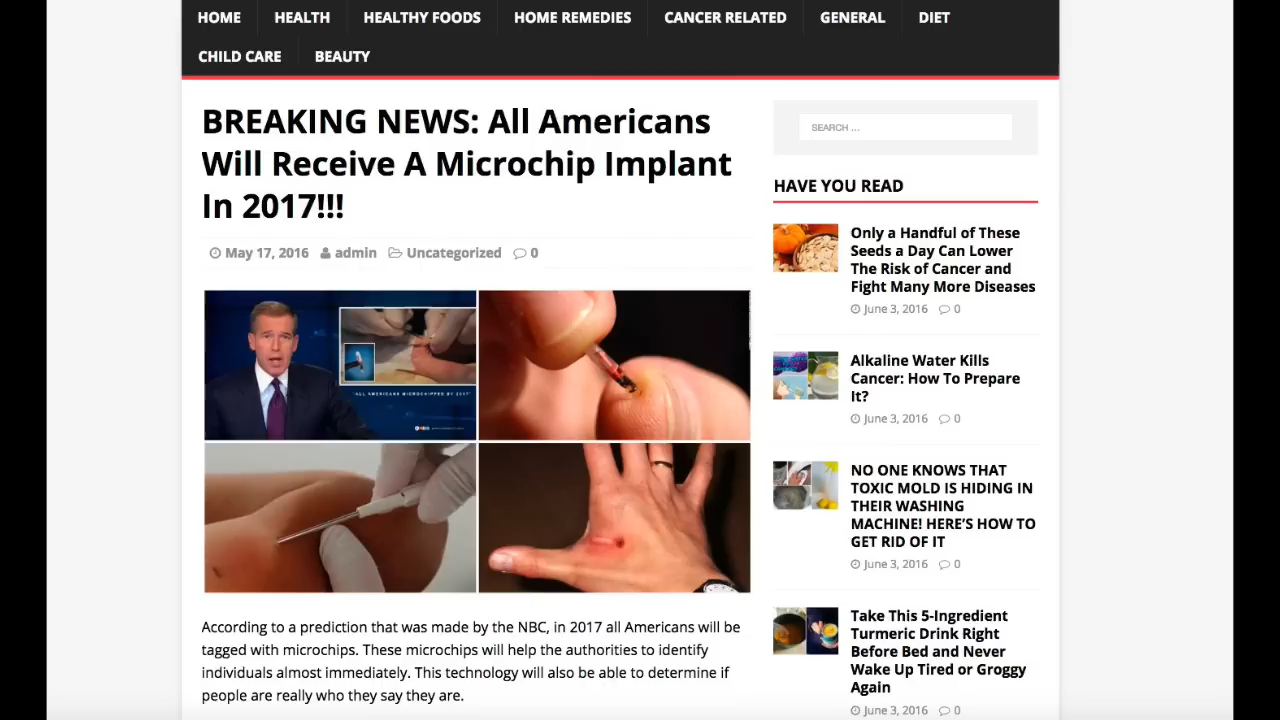 HOME HEALTH HEALTHY FOODS HOME REMEDIES CANCER RELATED GENERAL DIET
CHILD CARE BEAUTY
BREAKING NEWS: All Americans
Will Receive A Microchip Implant
In 2017!!!
May 17, 2016 admin Uncategorized 0
"ALL AMERICANS MICROCHIPPED BY 2017"
According to a prediction that was made by the NBC, in 2017 all Americans will be
tagged with microchips. These microchips will help the authorities to identify
individuals almost immediately. This technology will also be able to determine if
people are really who they say they are.
SEARCH ...
HAVE YOU READ
Only a Handful of These
Seeds a Day Can Lower
The Risk of Cancer and
Fight Many More Diseases
June 3, 2016 0
Alkaline Water Kills
Cancer: How To Prepare
It?
June 3, 2016 0
NO ONE KNOWS THAT
TOXIC MOLD IS HIDING IN
THEIR WASHING
MACHINE! HERE'S HOW TO
GET RID OF IT
June 3, 2016 0
Take This 5-Ingredient
Turmeric Drink Right
Before Bed and Never
Wake Up Tired or Groggy
Again
June 3, 2016 0